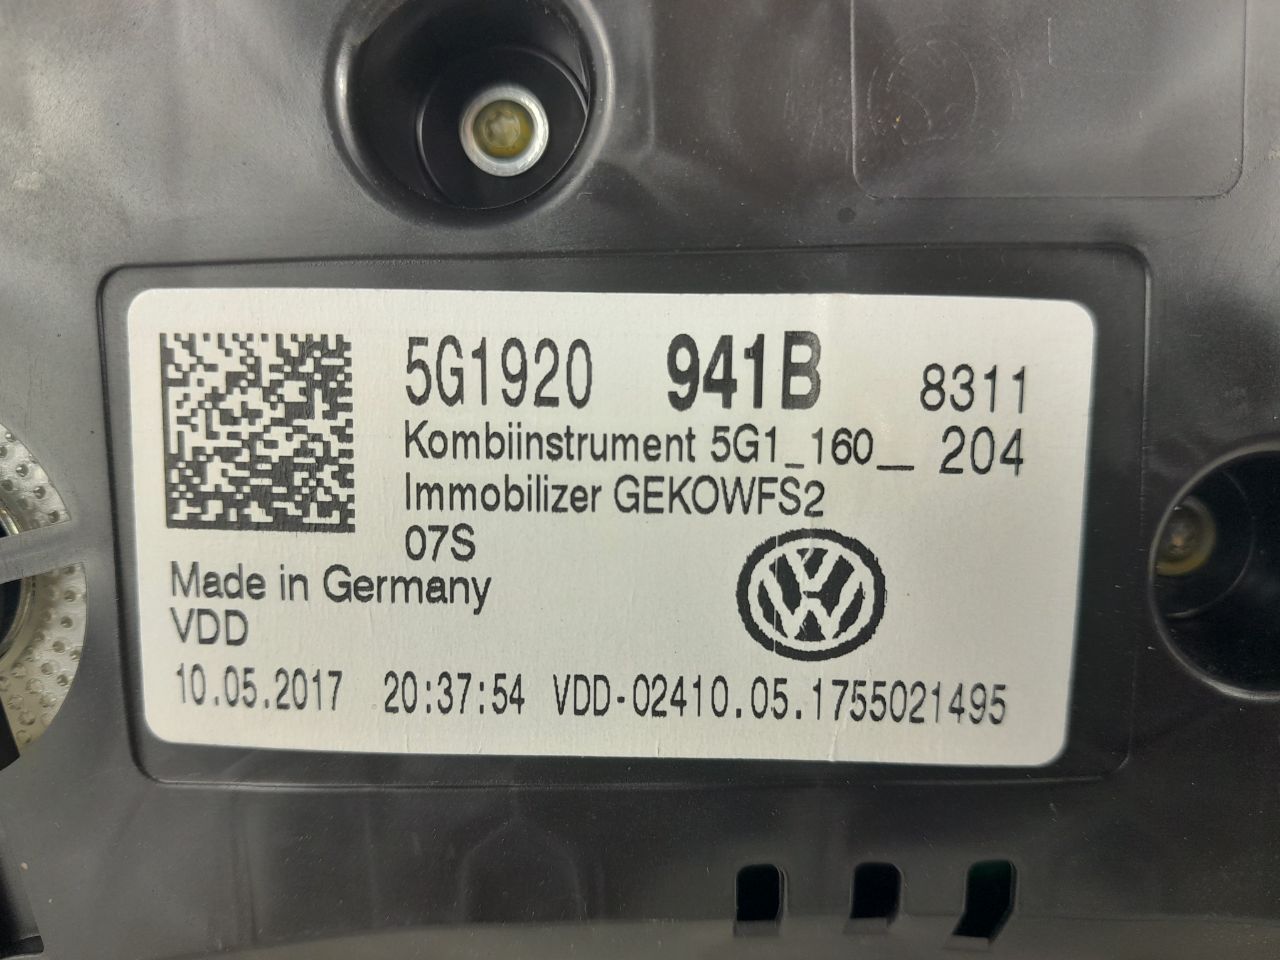 5G1920 941B 8311
Kombiinstrument 5G1_160__ 204
Immobilizer GEKOWFS2
07S
Made in Germany
VDD
10.05.2017 20:37:54 VDD-02410.05.1755021495